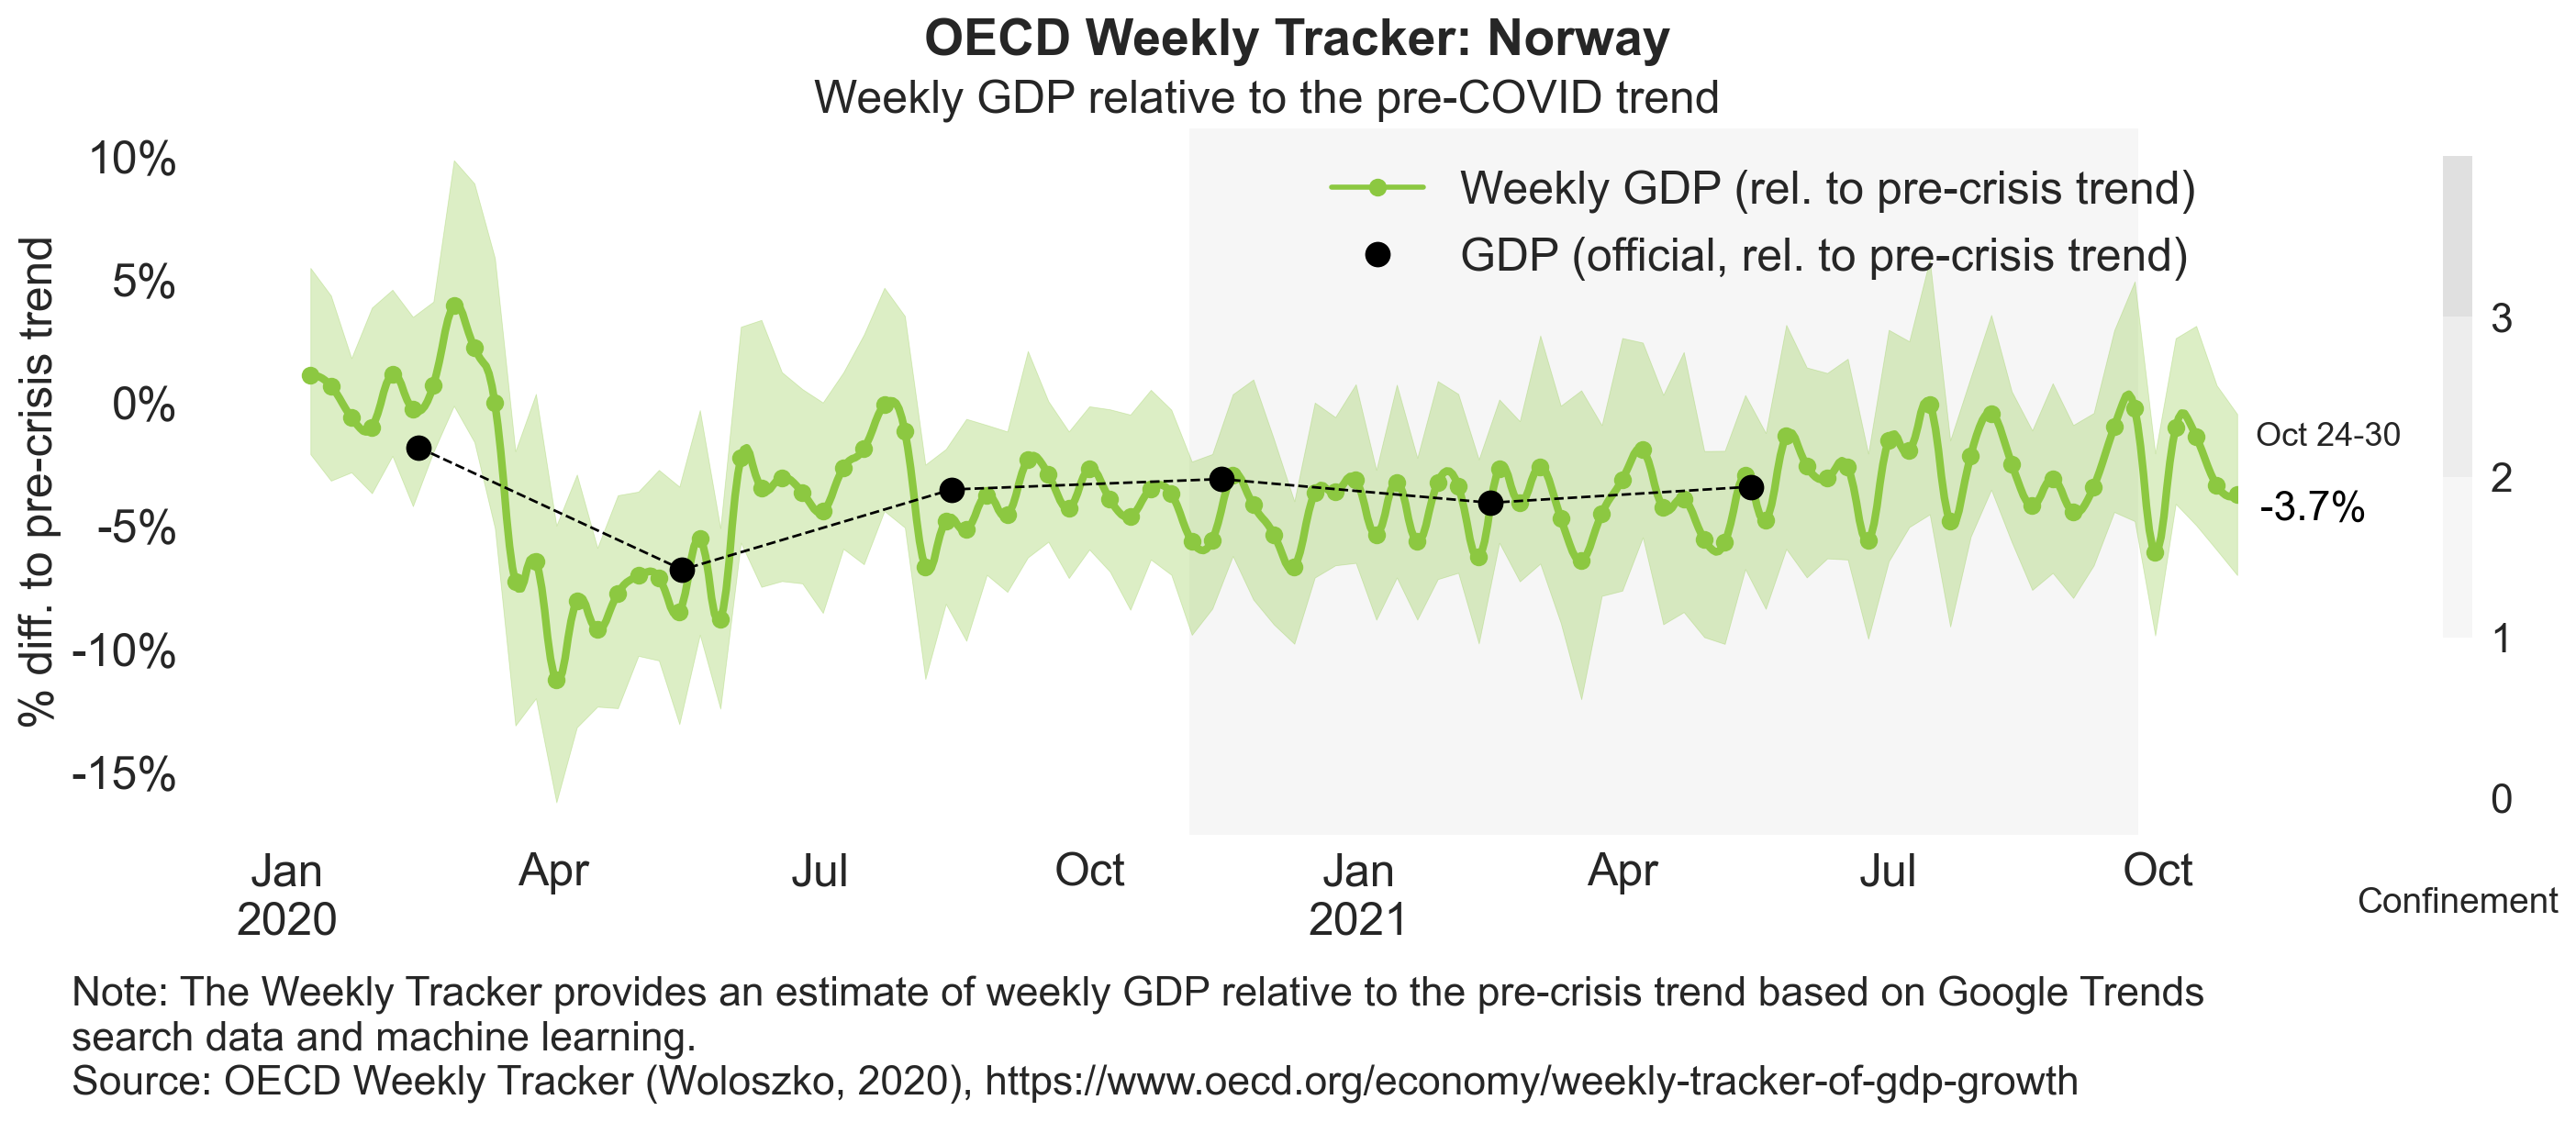 OECD Weekly Tracker: Norway
Weekly GDP relative to the pre-COVID trend
% diff. to pre-crisis trend
10%
5%
0%
-5%
-10%
-15%
Weekly GDP (rel. to pre-crisis trend)
GDP (official, rel. to pre-crisis trend)
Oct 24-30
-3.7%
3
2
1
0
Confinement
Jan Apr Jul Oct Jan Apr Jul Oct
2020 2021
Note: The Weekly Tracker provides an estimate of weekly GDP relative to the pre-crisis trend based on Google Trends
search data and machine learning.
Source: OECD Weekly Tracker (Woloszko, 2020), https://www.oecd.org/economy/weekly-tracker-of-gdp-growth